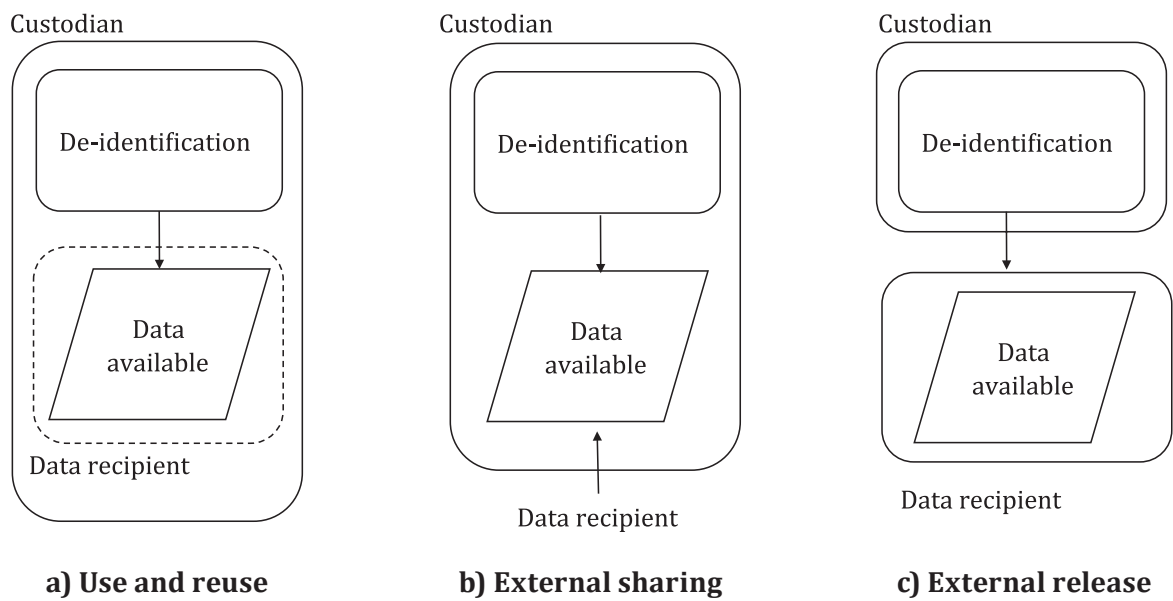 Custodian
De-identification
Data
available
Data recipient
a) Use and reuse
Custodian
De-identification
Data
available
Data recipient
b) External sharing
Custodian
De-identification
Data
available
Data recipient
c) External release